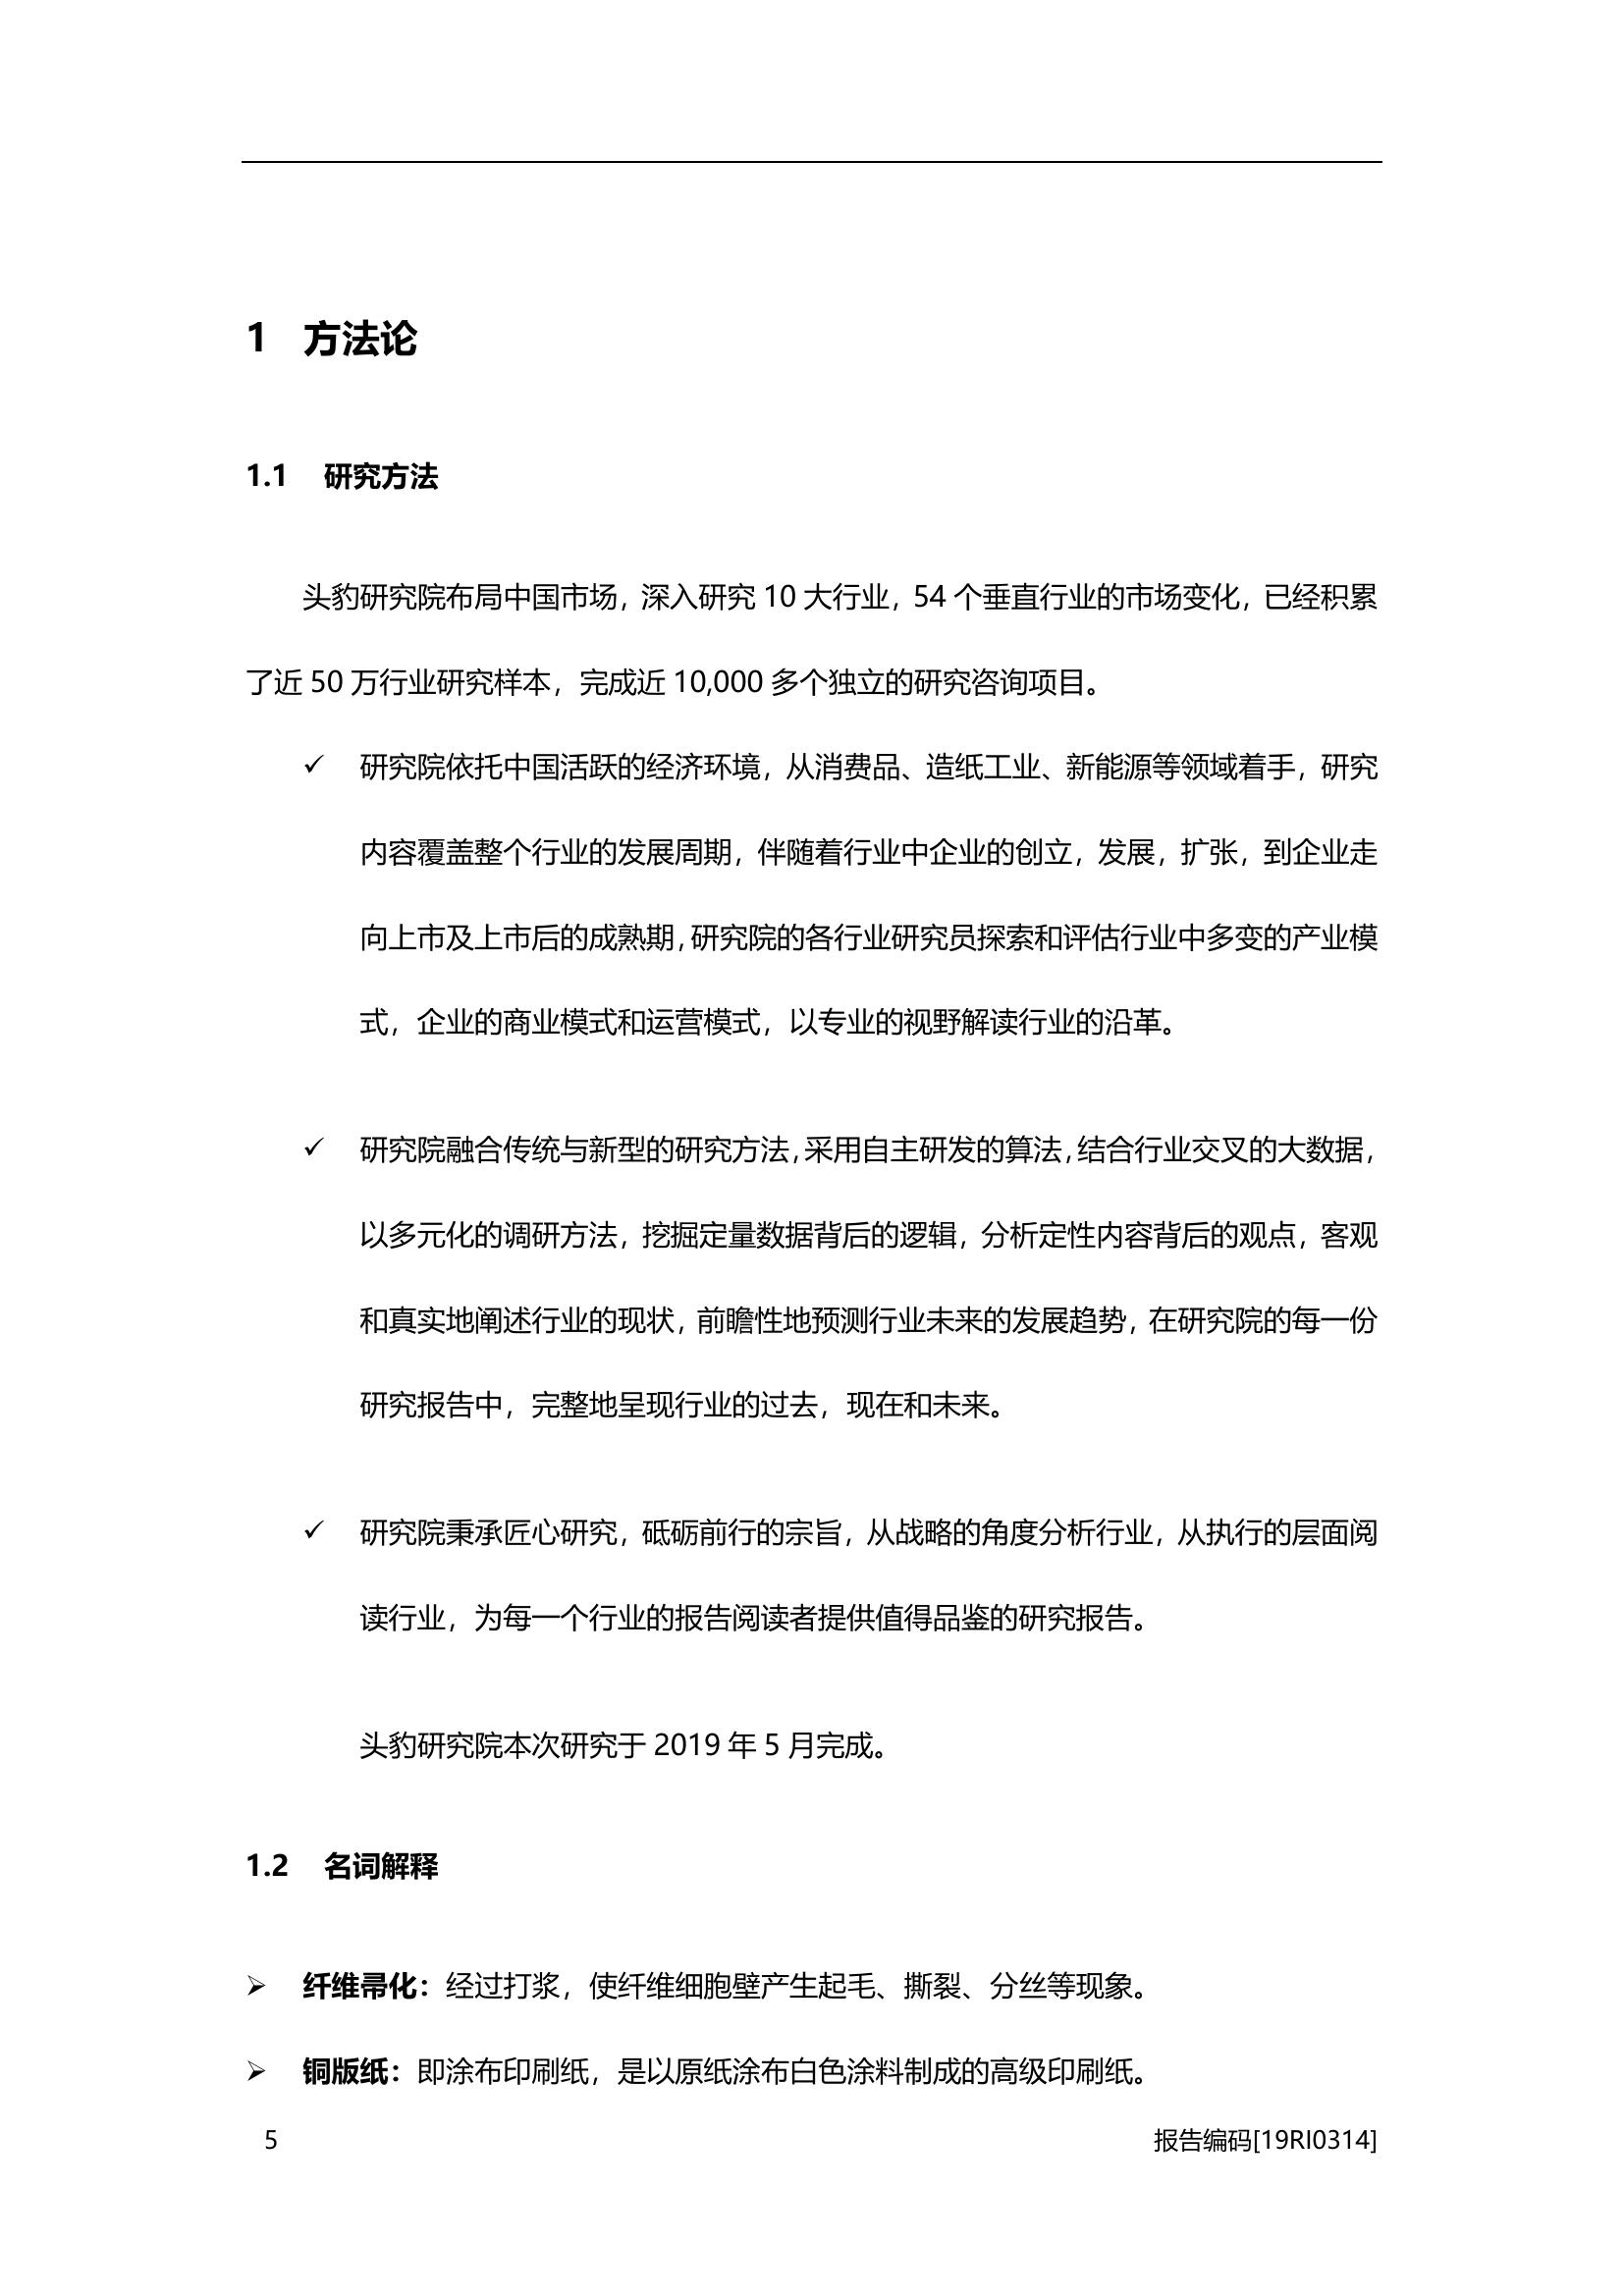 1 方法论
1.1 研究方法
头豹研究院布局中国市场，深入研究 10 大行业，54 个垂直行业的市场变化，已经积累
了近 50 万行业研究样本，完成近 10,000 多个独立的研究咨询项目。
✓ 研究院依托中国活跃的经济环境，从消费品、造纸工业、新能源等领域着手，研究
内容覆盖整个行业的发展周期，伴随着行业中企业的创立，发展，扩张，到企业走
向上市及上市后的成熟期，研究院的各行业研究员探索和评估行业中多变的产业模
式，企业的商业模式和运营模式，以专业的视野解读行业的沿革。
✓ 研究院融合传统与新型的研究方法，采用自主研发的算法，结合行业交叉的大数据，
以多元化的调研方法，挖掘定量数据背后的逻辑，分析定性内容背后的观点，客观
和真实地阐述行业的现状，前瞻性地预测行业未来的发展趋势，在研究院的每一份
研究报告中，完整地呈现行业的过去，现在和未来。
✓ 研究院秉承匠心研究，砥砺前行的宗旨，从战略的角度分析行业，从执行的层面阅
读行业，为每一个行业的报告阅读者提供值得品鉴的研究报告。
头豹研究院本次研究于 2019 年 5 月完成。
1.2 名词解释
➢ 纤维帚化：经过打浆，使纤维细胞壁产生起毛、撕裂、分丝等现象。
➢ 铜版纸：即涂布印刷纸，是以原纸涂布白色涂料制成的高级印刷纸。
5 报告编码[19RI0314]